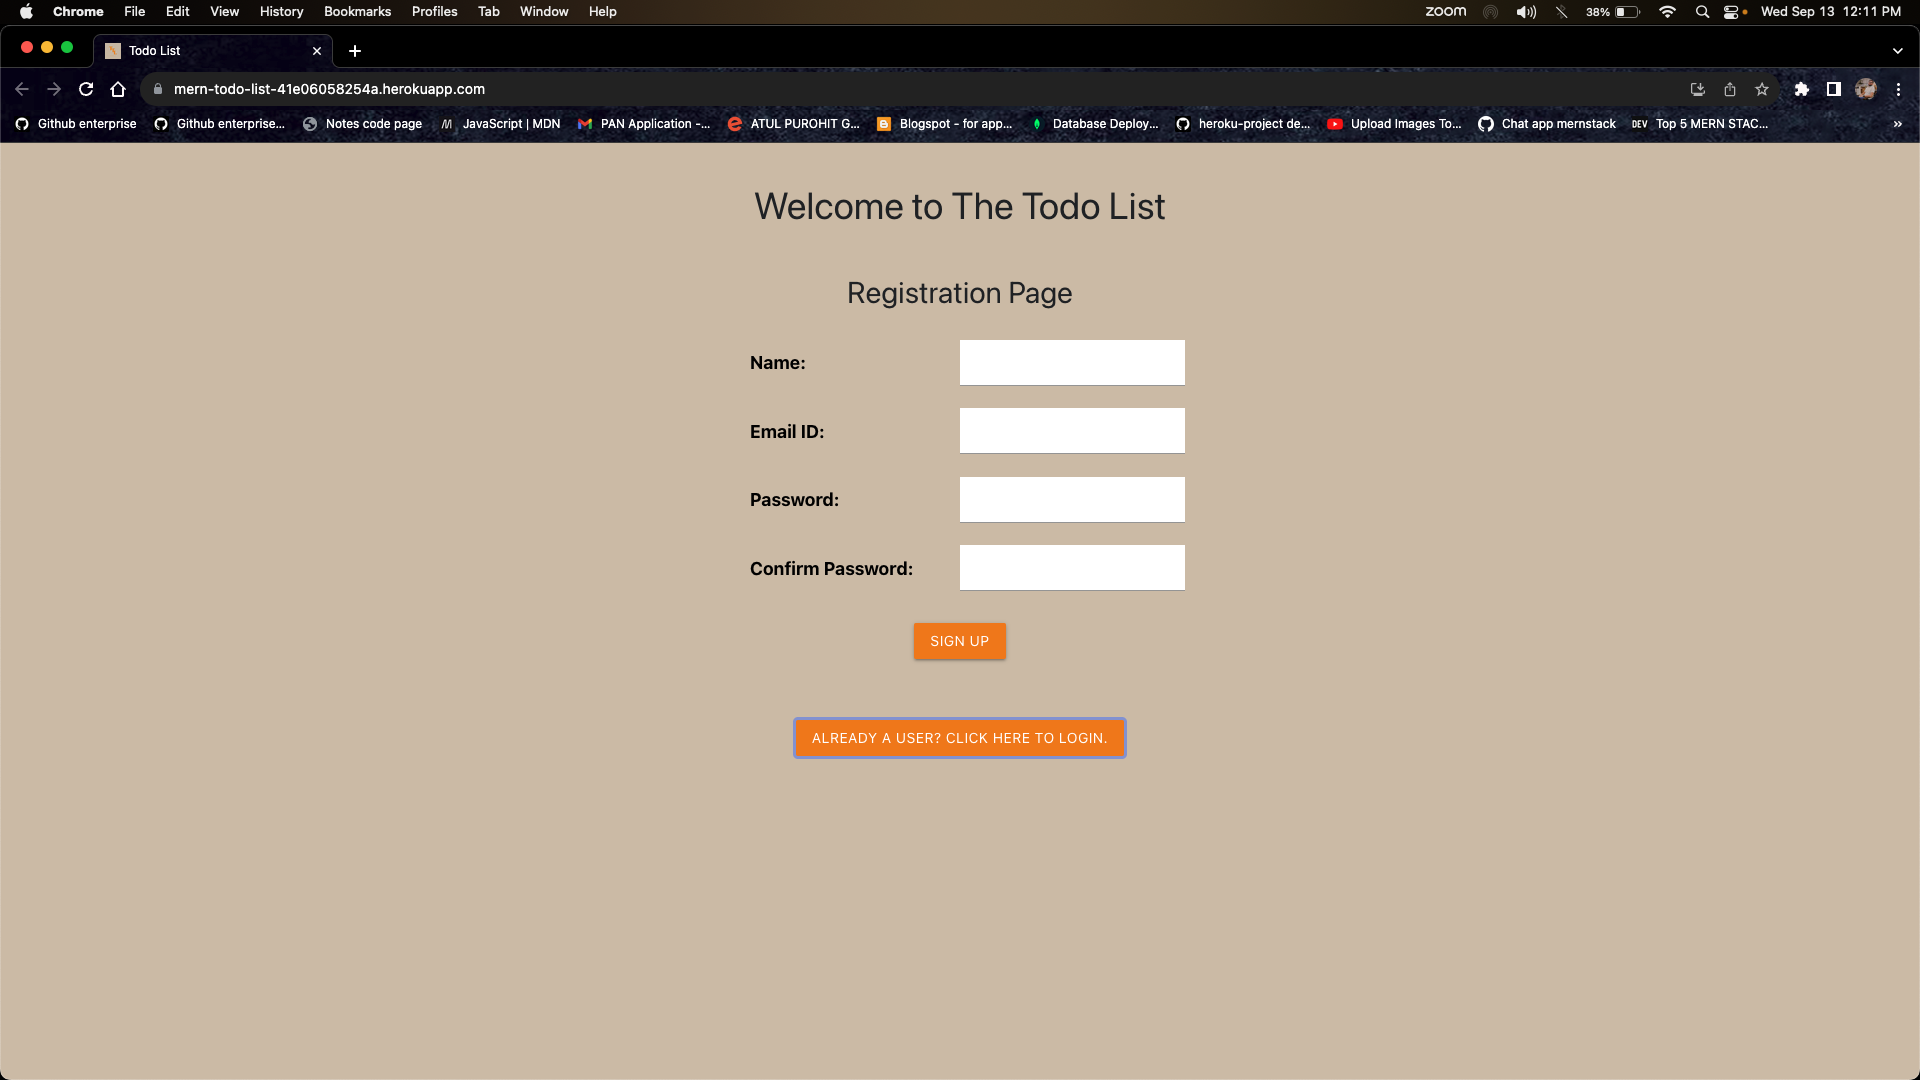 Chrome File Edit View History Bookmarks Profiles Tab Window Help zoom 38% Wed Sep 13 12:11 PM
Todo List
mern-todo-list-41e06058254a.herokuapp.com
Github enterprise Github enterprise... Notes code page JavaScript | MDN PAN Application -... ATUL PUROHIT G... Blogspot - for app... Database Deploy... heroku-project de... Upload Images To... Chat app mernstack DEV Top 5 MERN STAC... »
Welcome to The Todo List
Registration Page
Name:
Email ID:
Password:
Confirm Password:
SIGN UP
ALREADY A USER? CLICK HERE TO LOGIN.